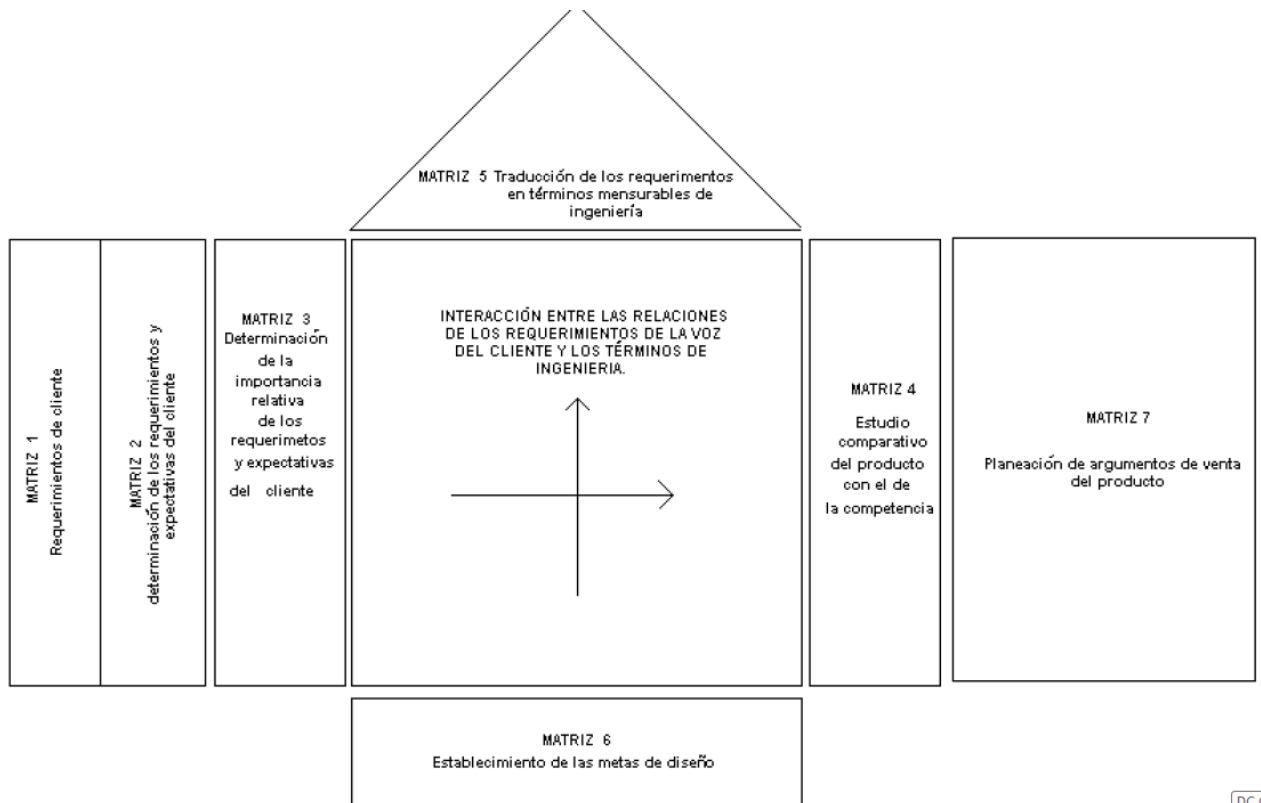 MATRIZ 5 Traducción de los requerimentos
en términos mensurables de
ingeniería
MATRIZ 1
Requerimientos de cliente
MATRIZ 2
determinación de los requerimientos y
expectativas del cliente
MATRIZ 3
Determinación
de la
importancia
relativa
de los
requerimetos
y expectativas
del cliente
INTERACCIÓN ENTRE LAS RELACIONES
DE LOS REQUERIMIENTOS DE LA VOZ
DEL CLIENTE Y LOS TÉRMINOS DE
INGENIERIA.
MATRIZ 4
Estudio
comparativo
del producto
con el de
la competencia
MATRIZ 7
Planeación de argumentos de venta
del producto
MATRIZ 6
Establecimiento de las metas de diseño